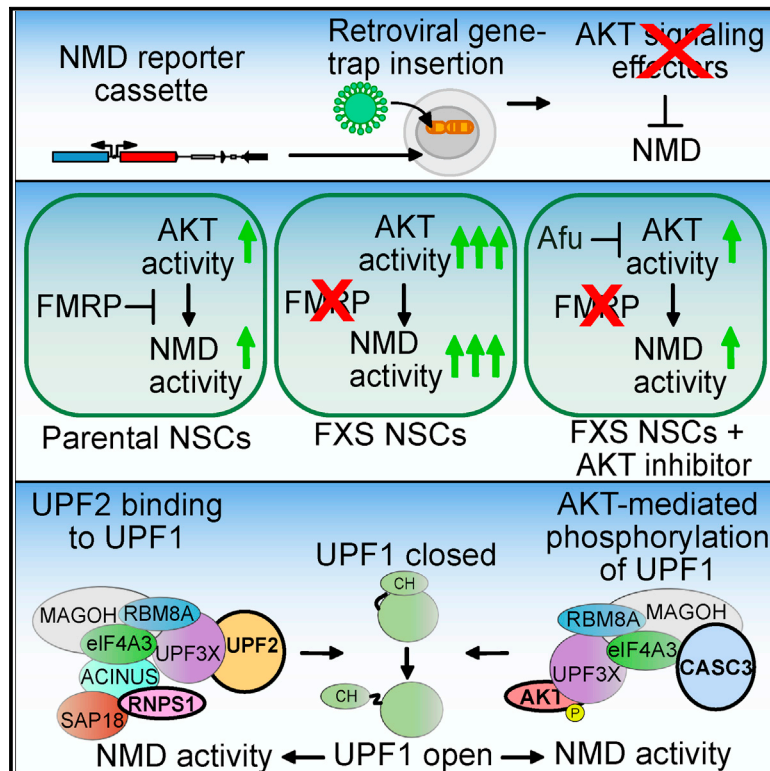 NMD reporter
cassette
Retroviral gene-
trap insertion
AKT signaling
effectors
NMD
AKT
activity
FMRP
NMD
activity
Parental NSCs
AKT
activity
FMRP
NMD
activity
FXS NSCs
Afu
AKT
activity
FMRP
NMD
activity
FXS NSCs +
AKT inhibitor
UPF2 binding
to UPF1
MAGOH
RBM8A
eIF4A3
UPF3X
UPF2
ACINUS
RNPS1
SAP18
NMD activity
UPF1 closed
CH
CH
UPF1 open
AKT-mediated
phosphorylation
of UPF1
RBM8A
MAGOH
eIF4A3
UPF3X
CASC3
AKT
P
NMD activity